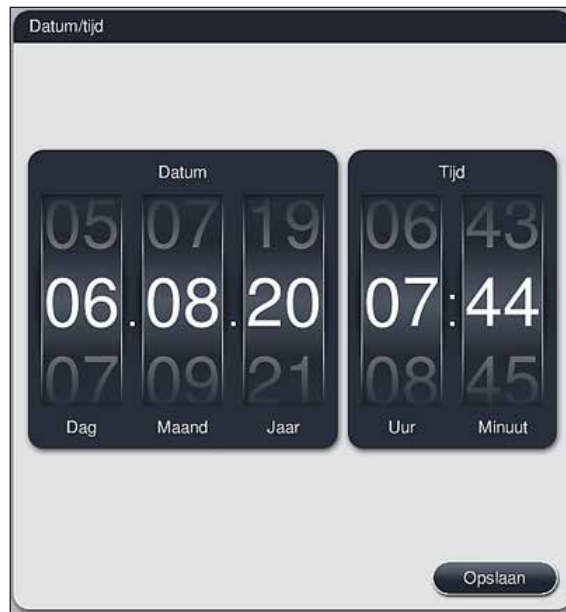 Datum/tijd
Datum
Tijd
05 07 19 06 43
06.08.20 07:44
07 09 21 08 45
Dag Maand Jaar Uur Minuut
Opslaan